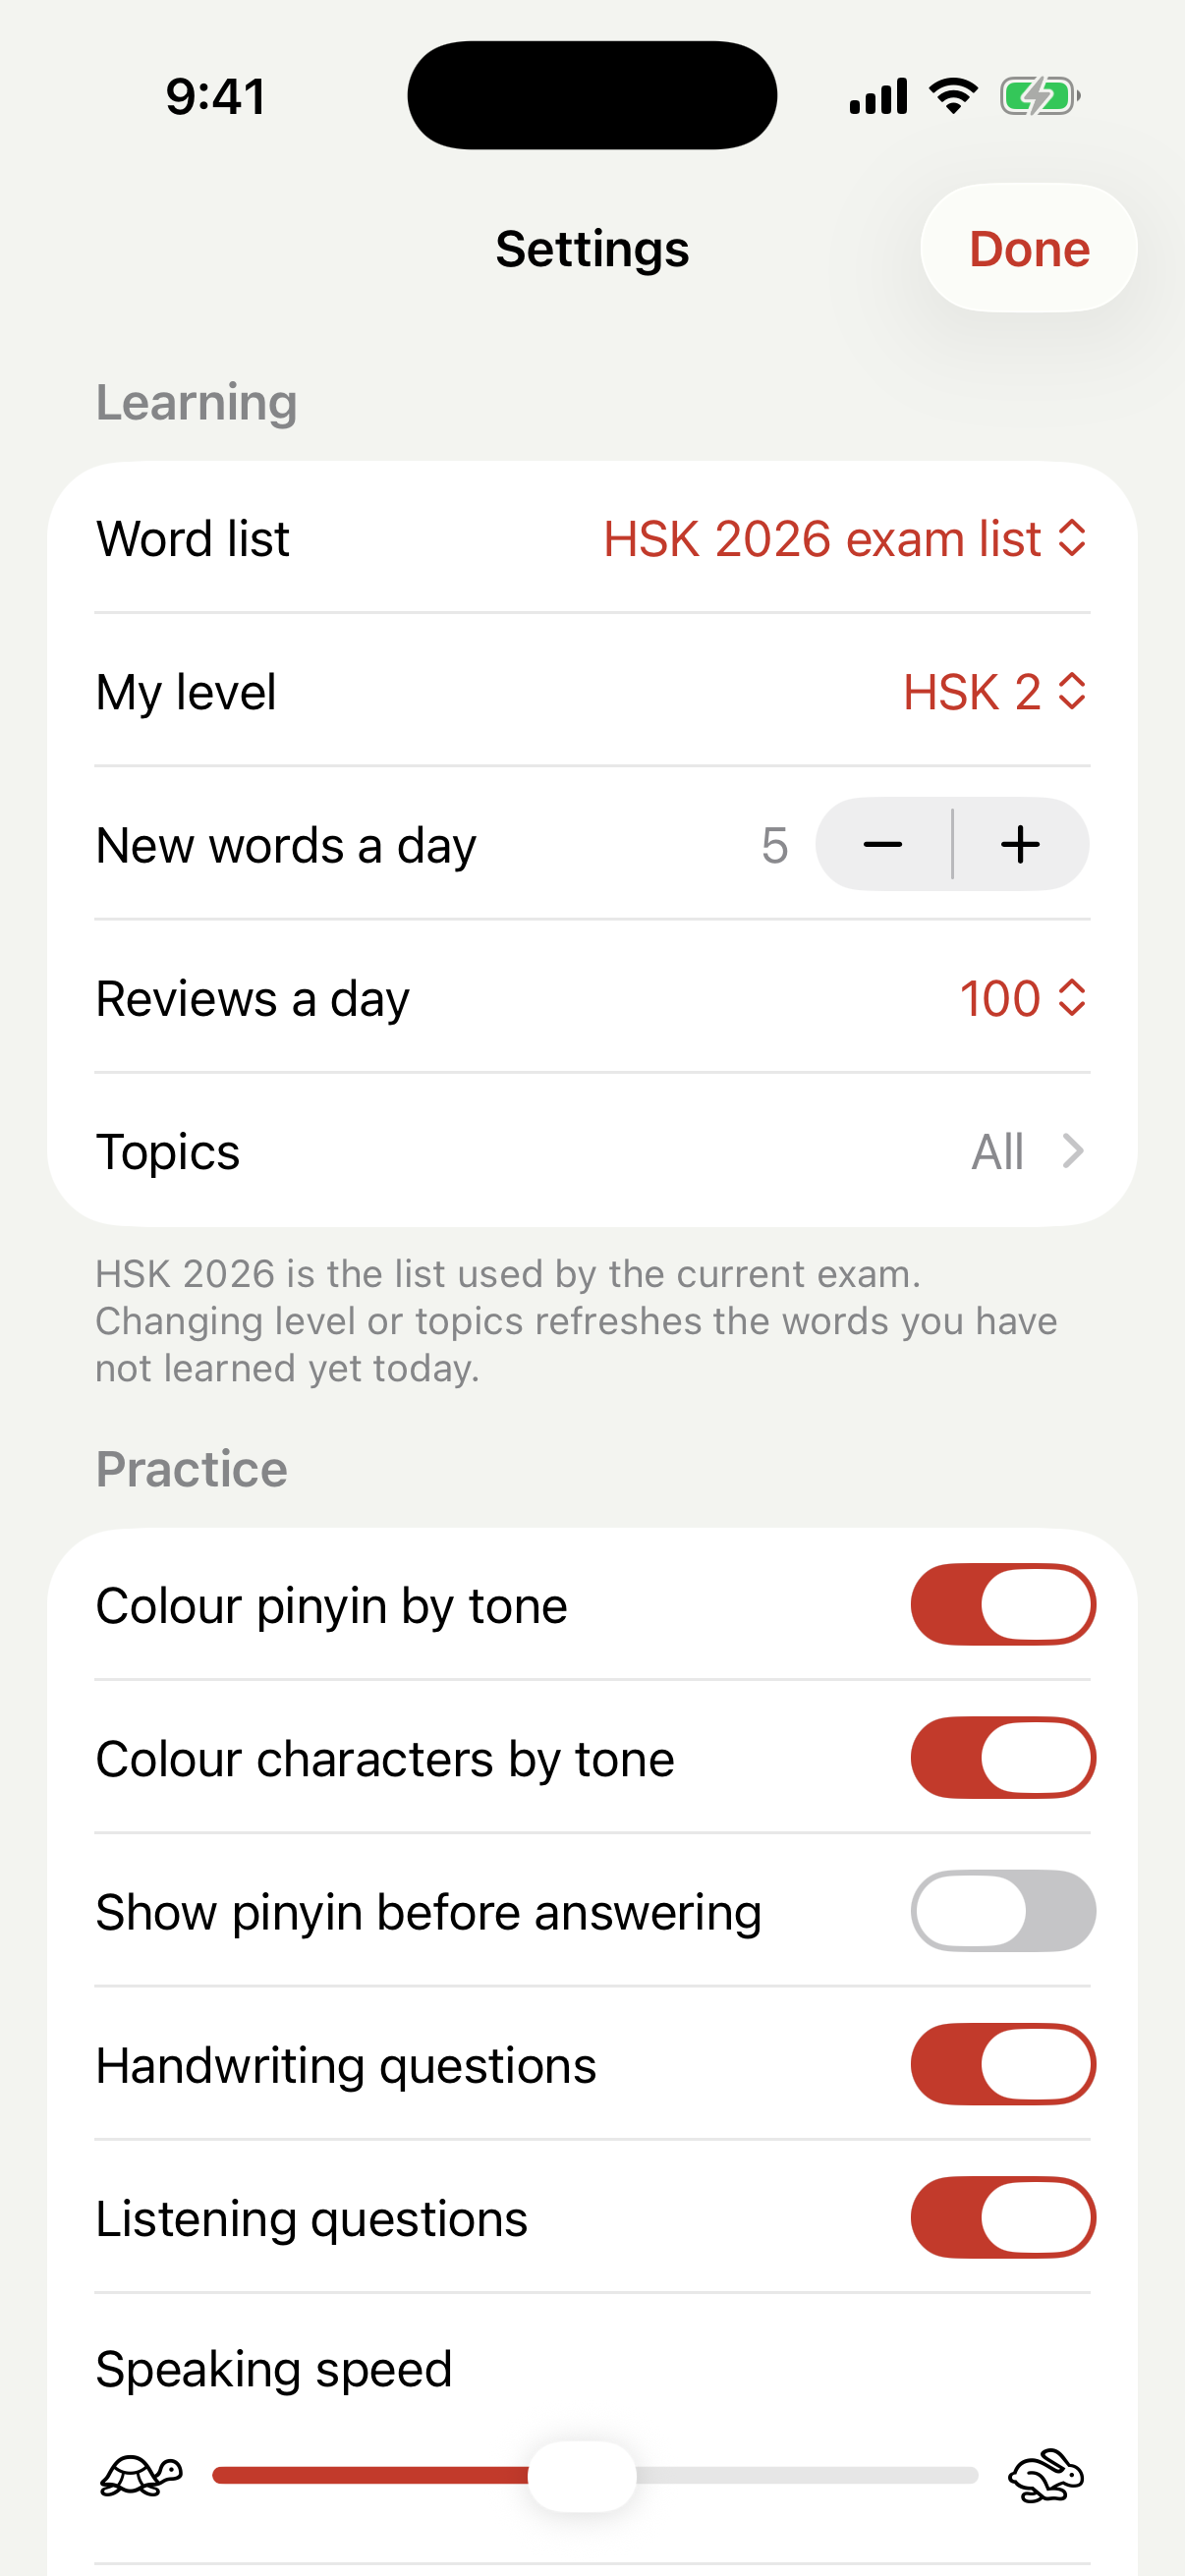 9:41
Settings
Done
Learning
Word list
HSK 2026 exam list
My level
HSK 2
New words a day
5
Reviews a day
100
Topics
All
HSK 2026 is the list used by the current exam.
Changing level or topics refreshes the words you have
not learned yet today.
Practice
Colour pinyin by tone
Colour characters by tone
Show pinyin before answering
Handwriting questions
Listening questions
Speaking speed